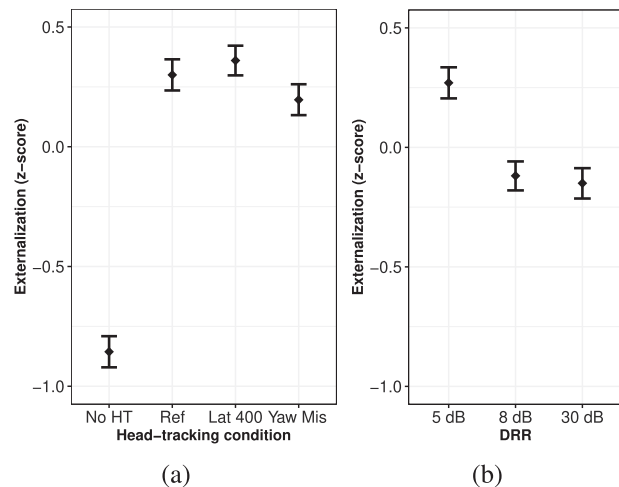 0.5
0.0
−0.5
−1.0
Externalization (z−score)
No HT Ref Lat 400 Yaw Mis
Head−tracking condition
(a)
0.5
0.0
−0.5
−1.0
Externalization (z−score)
5 dB 8 dB 30 dB
DRR
(b)